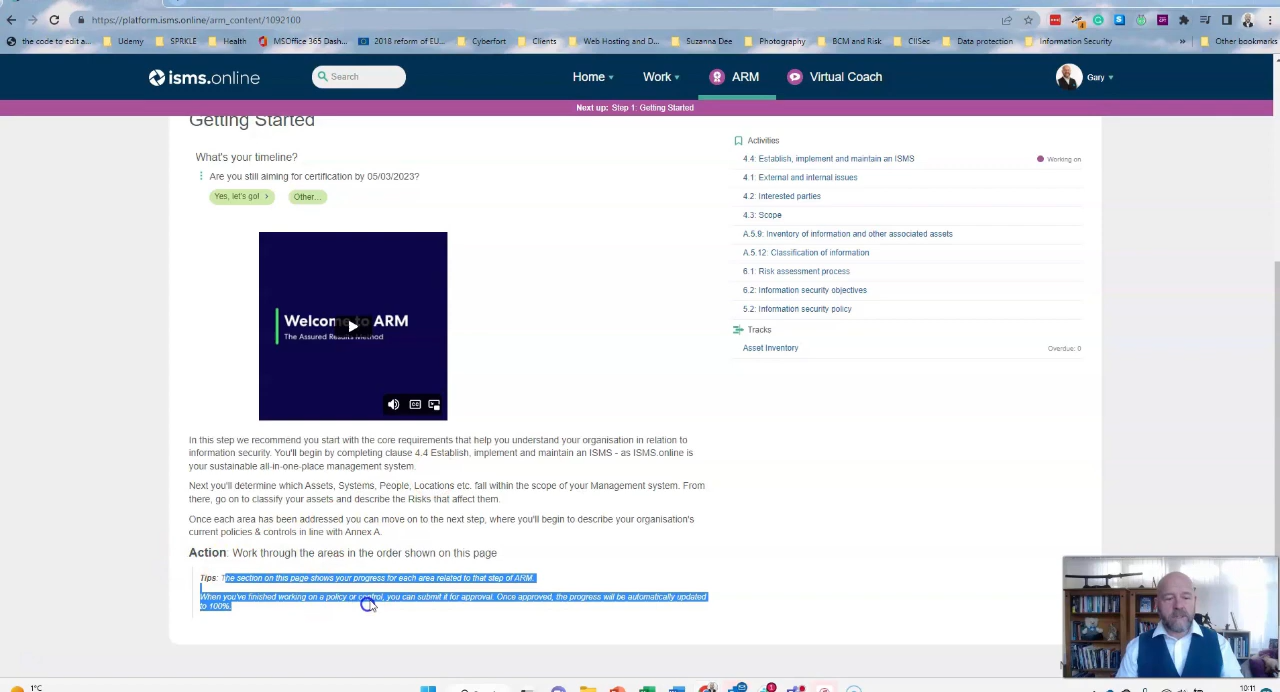 https://platform.isms.online/arm_content/1092100
the code to edit a...
Udemy
SPRKLE
Health
MSOffice 365 Dash...
2018 reform of EU...
Cyberfort
Clients
Web Hosting and D...
Suzanna Dee
Photography
BCM and Risk
CIISec
Data protection
Information Security
»
Other bookmarks
isms.online
Search
Home
Work
ARM
Virtual Coach
Gary
Next up: Step 1: Getting Started
Getting Started
What's your timeline?
Are you still aiming for certification by 05/03/2023?
Yes, let's go! ›
Other...
Welcome to ARM
The Assured Results Method
CC
In this step we recommend you start with the core requirements that help you understand your organisation in relation to
information security. You'll begin by completing clause 4.4 Establish, implement and maintain an ISMS - as ISMS.online is
your sustainable all-in-one-place management system.
Next you'll determine which Assets, Systems, People, Locations etc. fall within the scope of your Management system. From
there, go on to classify your assets and describe the Risks that affect them.
Once each area has been addressed you can move on to the next step, where you'll begin to describe your organisation's
current policies & controls in line with Annex A.
Action: Work through the areas in the order shown on this page
Tips: The section on this page shows your progress for each area related to that step of ARM.
When you've finished working on a policy or control, you can submit it for approval. Once approved, the progress will be automatically updated
to 100%.
Activities
4.4: Establish, implement and maintain an ISMS
Working on
4.1: External and internal issues
4.2: Interested parties
4.3: Scope
A.5.9: Inventory of information and other associated assets
A.5.12: Classification of information
6.1: Risk assessment process
6.2: Information security objectives
5.2: Information security policy
Tracks
Asset Inventory
Overdue: 0
1°C
10:11